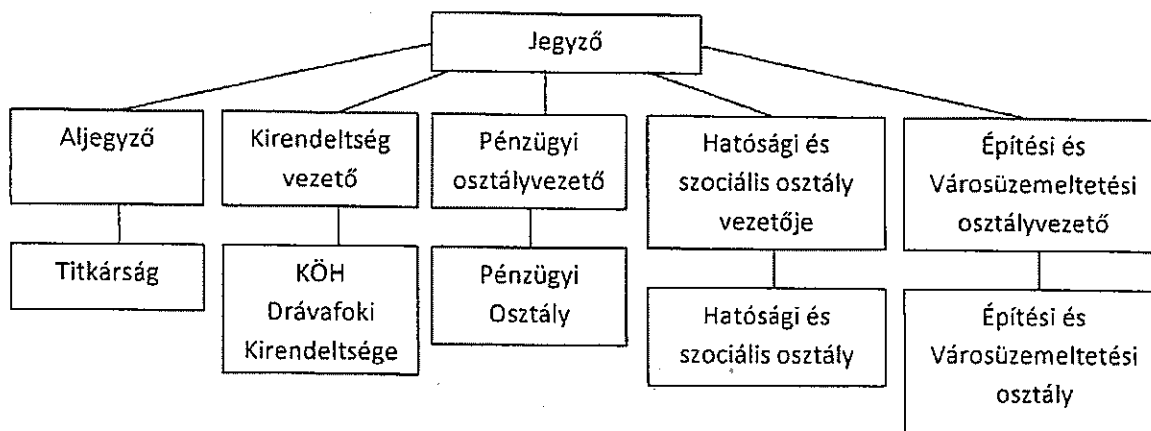 Jegyző
Aljegyző
Kirendeltség
vezető
Pénzügyi
osztályvezető
Hatósági és
szociális osztály
vezetője
Építési és
Városüzemeltetési
osztályvezető
Titkárság
KÖH
Drávafoki
Kirendeltsége
Pénzügyi
Osztály
Hatósági és
szociális osztály
Építési és
Városüzemeltetési
osztály